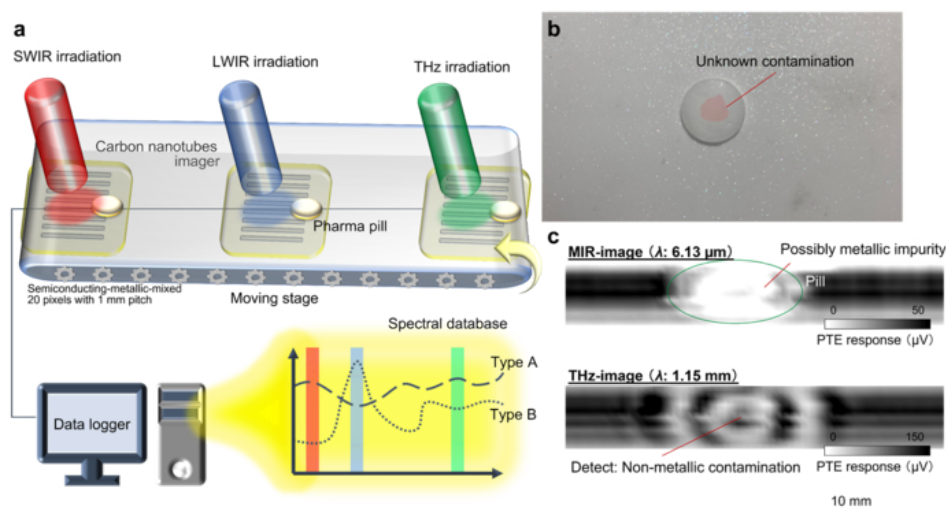 a
SWIR irradiation
LWIR irradiation
THz irradiation
Carbon nanotubes
imager
Pharma pill
Semiconducting-metallic-mixed
20 pixels with 1 mm pitch
Moving stage
Spectral database
Type A
Type B
Data logger
b
Unknown contamination
c
MIR-image (λ: 6.13 μm)
Possibly metallic impurity
Pill
0 50
PTE response (μV)
THz-image (λ: 1.15 mm)
0 150
Detect: Non-metallic contamination
PTE response (μV)
10 mm